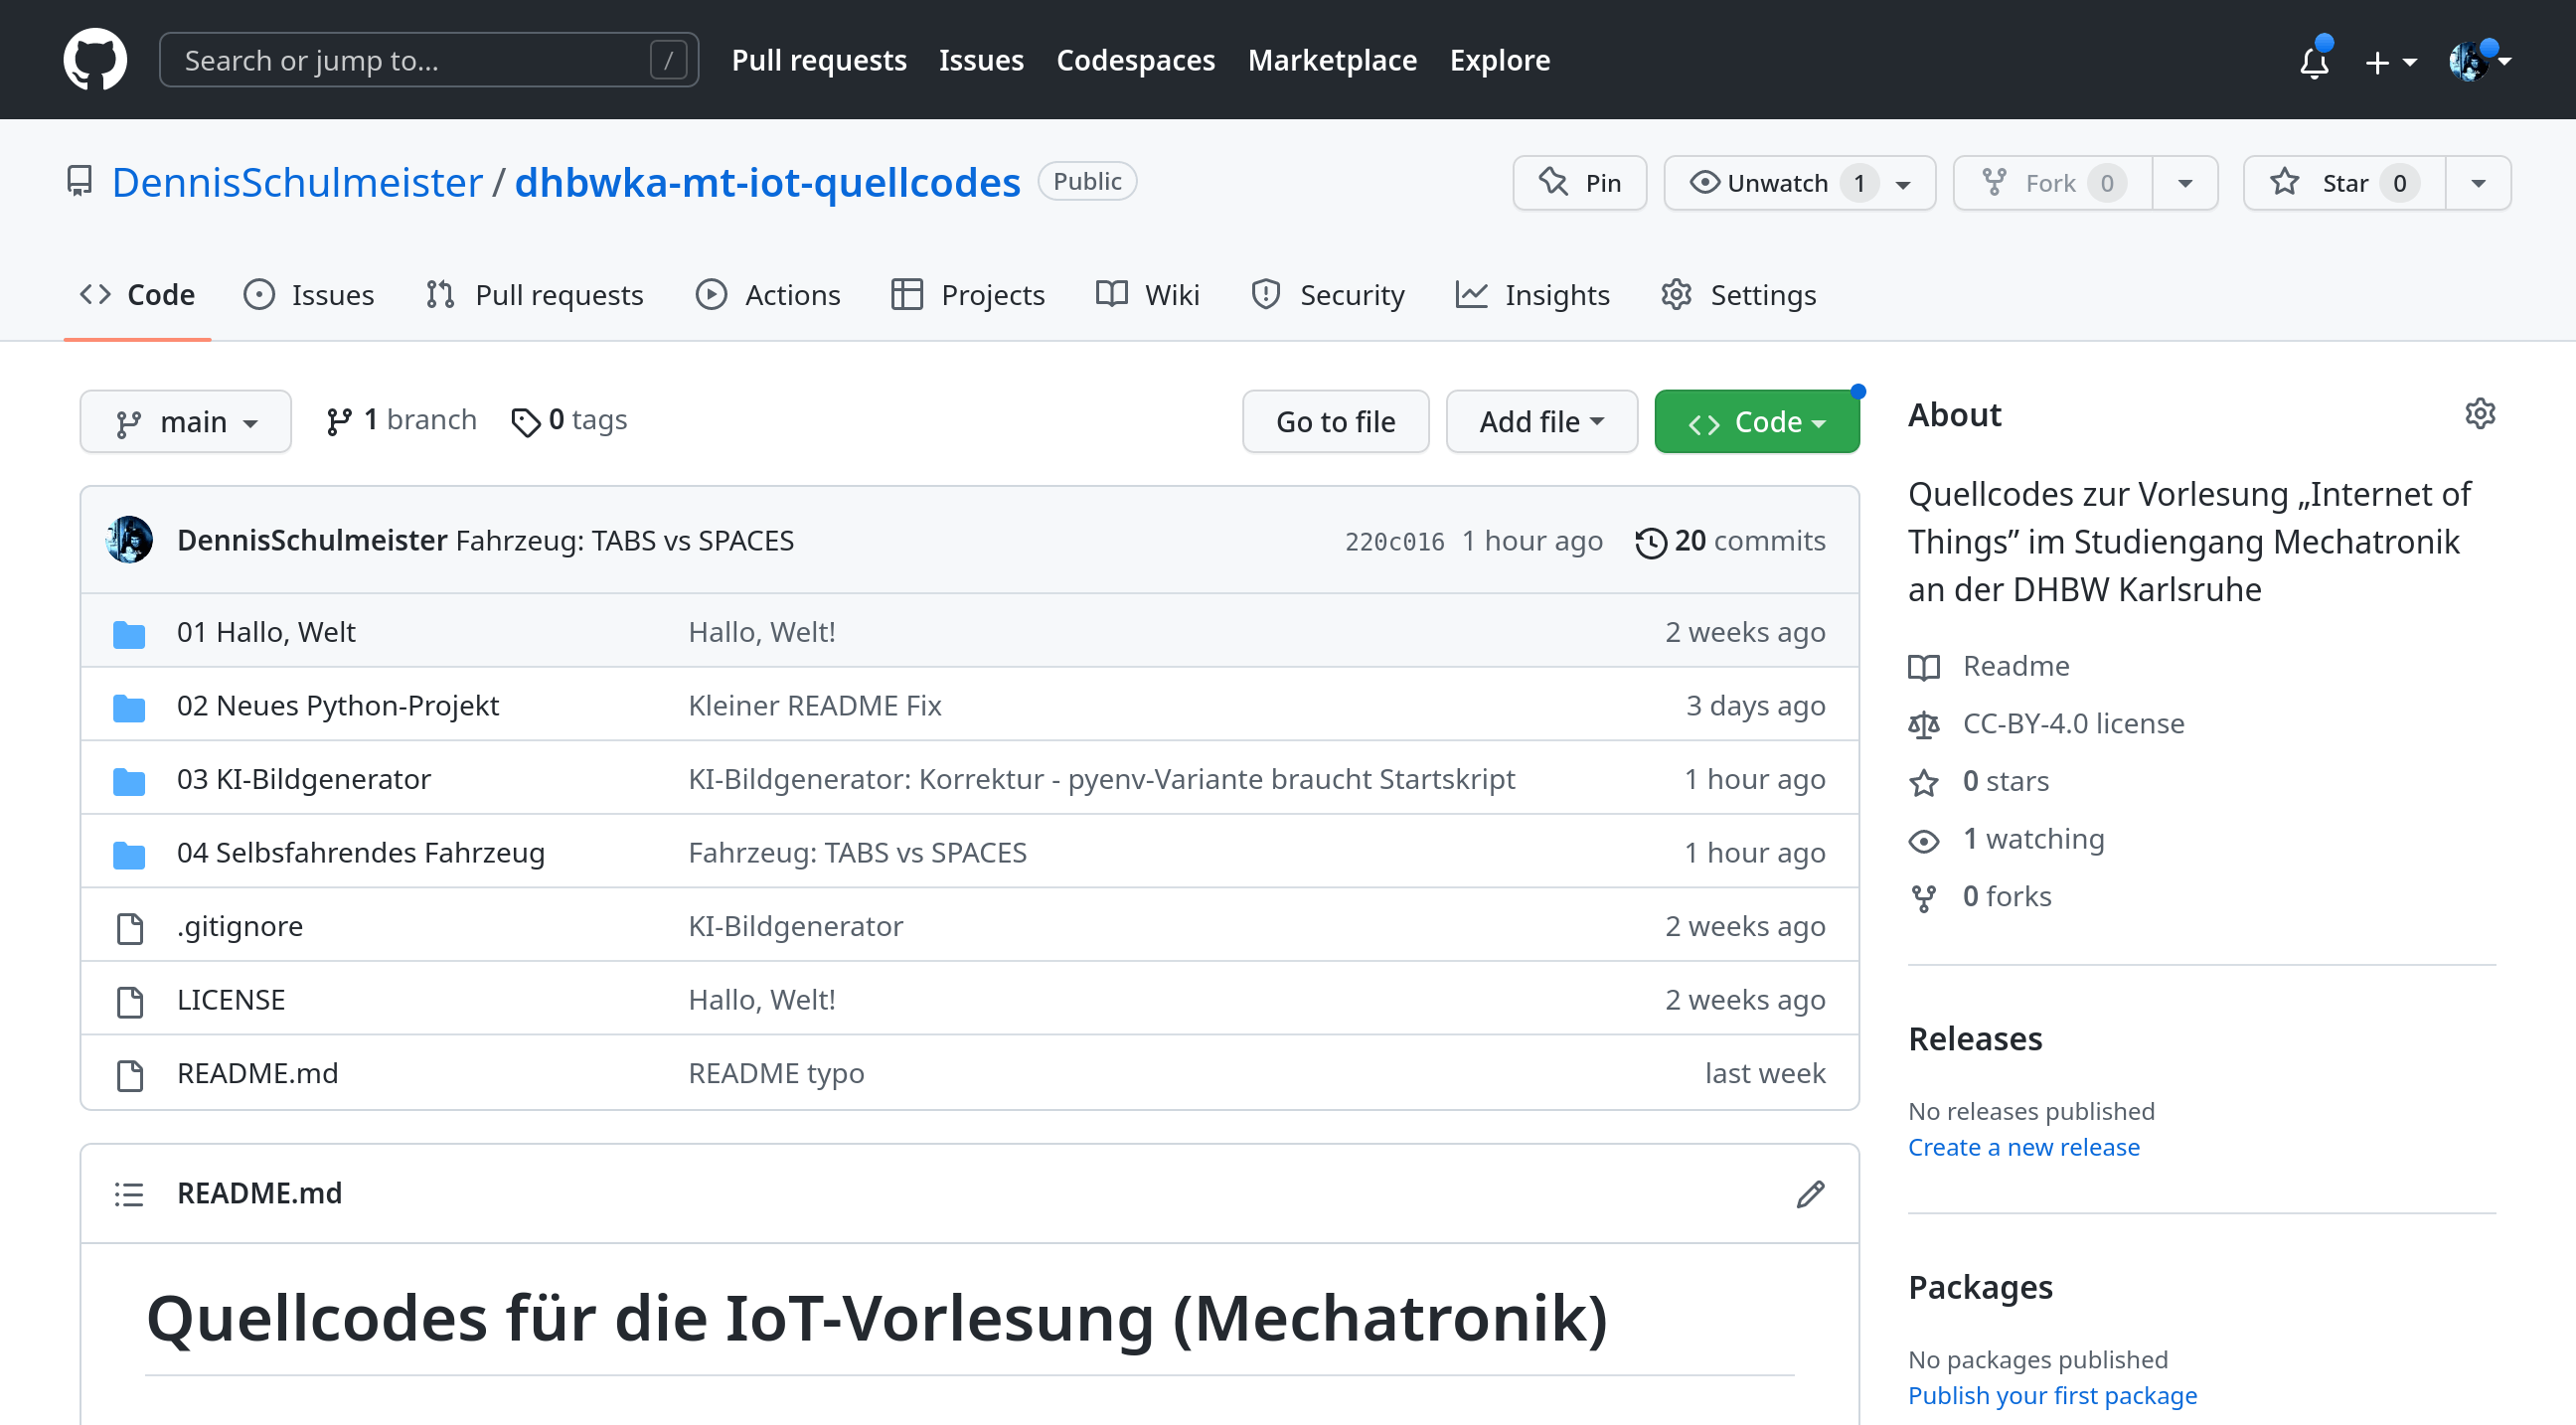 Search or jump to... /
Pull requests Issues Codespaces Marketplace Explore
DennisSchulmeister / dhbwka-mt-iot-quellcodes Public
Pin Unwatch 1 Fork 0 Star 0
Code Issues Pull requests Actions Projects Wiki Security Insights Settings
main 1 branch 0 tags
Go to file Add file Code
DennisSchulmeister Fahrzeug: TABS vs SPACES 220c016 1 hour ago 20 commits
01 Hallo, Welt Hallo, Welt! 2 weeks ago
02 Neues Python-Projekt Kleiner README Fix 3 days ago
03 KI-Bildgenerator KI-Bildgenerator: Korrektur - pyenv-Variante braucht Startskript 1 hour ago
04 Selbsfahrendes Fahrzeug Fahrzeug: TABS vs SPACES 1 hour ago
.gitignore KI-Bildgenerator 2 weeks ago
LICENSE Hallo, Welt! 2 weeks ago
README.md README typo last week
README.md
Quellcodes für die IoT-Vorlesung (Mechatronik)
About
Quellcodes zur Vorlesung „Internet of
Things” im Studiengang Mechatronik
an der DHBW Karlsruhe
Readme
CC-BY-4.0 license
0 stars
1 watching
0 forks
Releases
No releases published
Create a new release
Packages
No packages published
Publish your first package